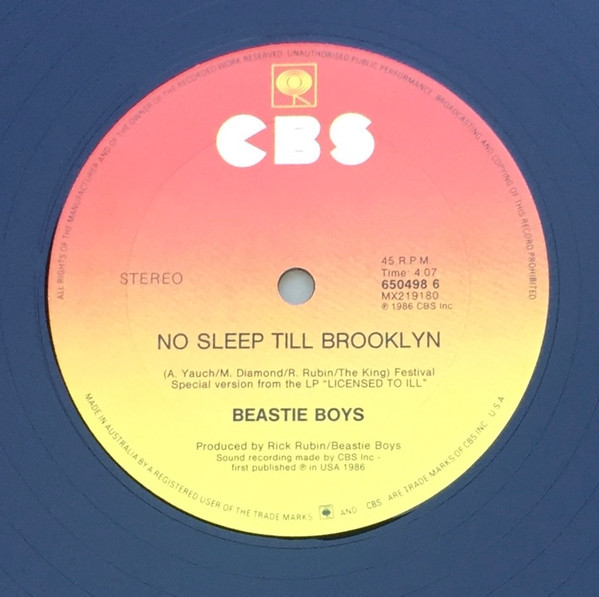 ALL RIGHTS OF THE MANUFACTURER AND OF THE OWNER OF THE RECORDED WORK RESERVED. UNAUTHORISED PUBLIC PERFORMANCE, BROADCASTING AND COPYING OF THIS RECORD PROHIBITED
CBS
STEREO
45 R.P.M.
Time: 4.07
650498 6
MX219180
℗ 1986 CBS Inc
NO SLEEP TILL BROOKLYN
(A. Yauch/M. Diamond/R. Rubin/The King) Festival
Special version from the LP "LICENSED TO ILL"
BEASTIE BOYS
Produced by Rick Rubin/Beastie Boys
Sound recording made by CBS Inc -
first published ℗ in USA 1986
MADE IN AUSTRALIA BY A REGISTERED USER OF THE TRADE MARKS AND CBS ARE TRADE MARKS OF CBS INC. U S A